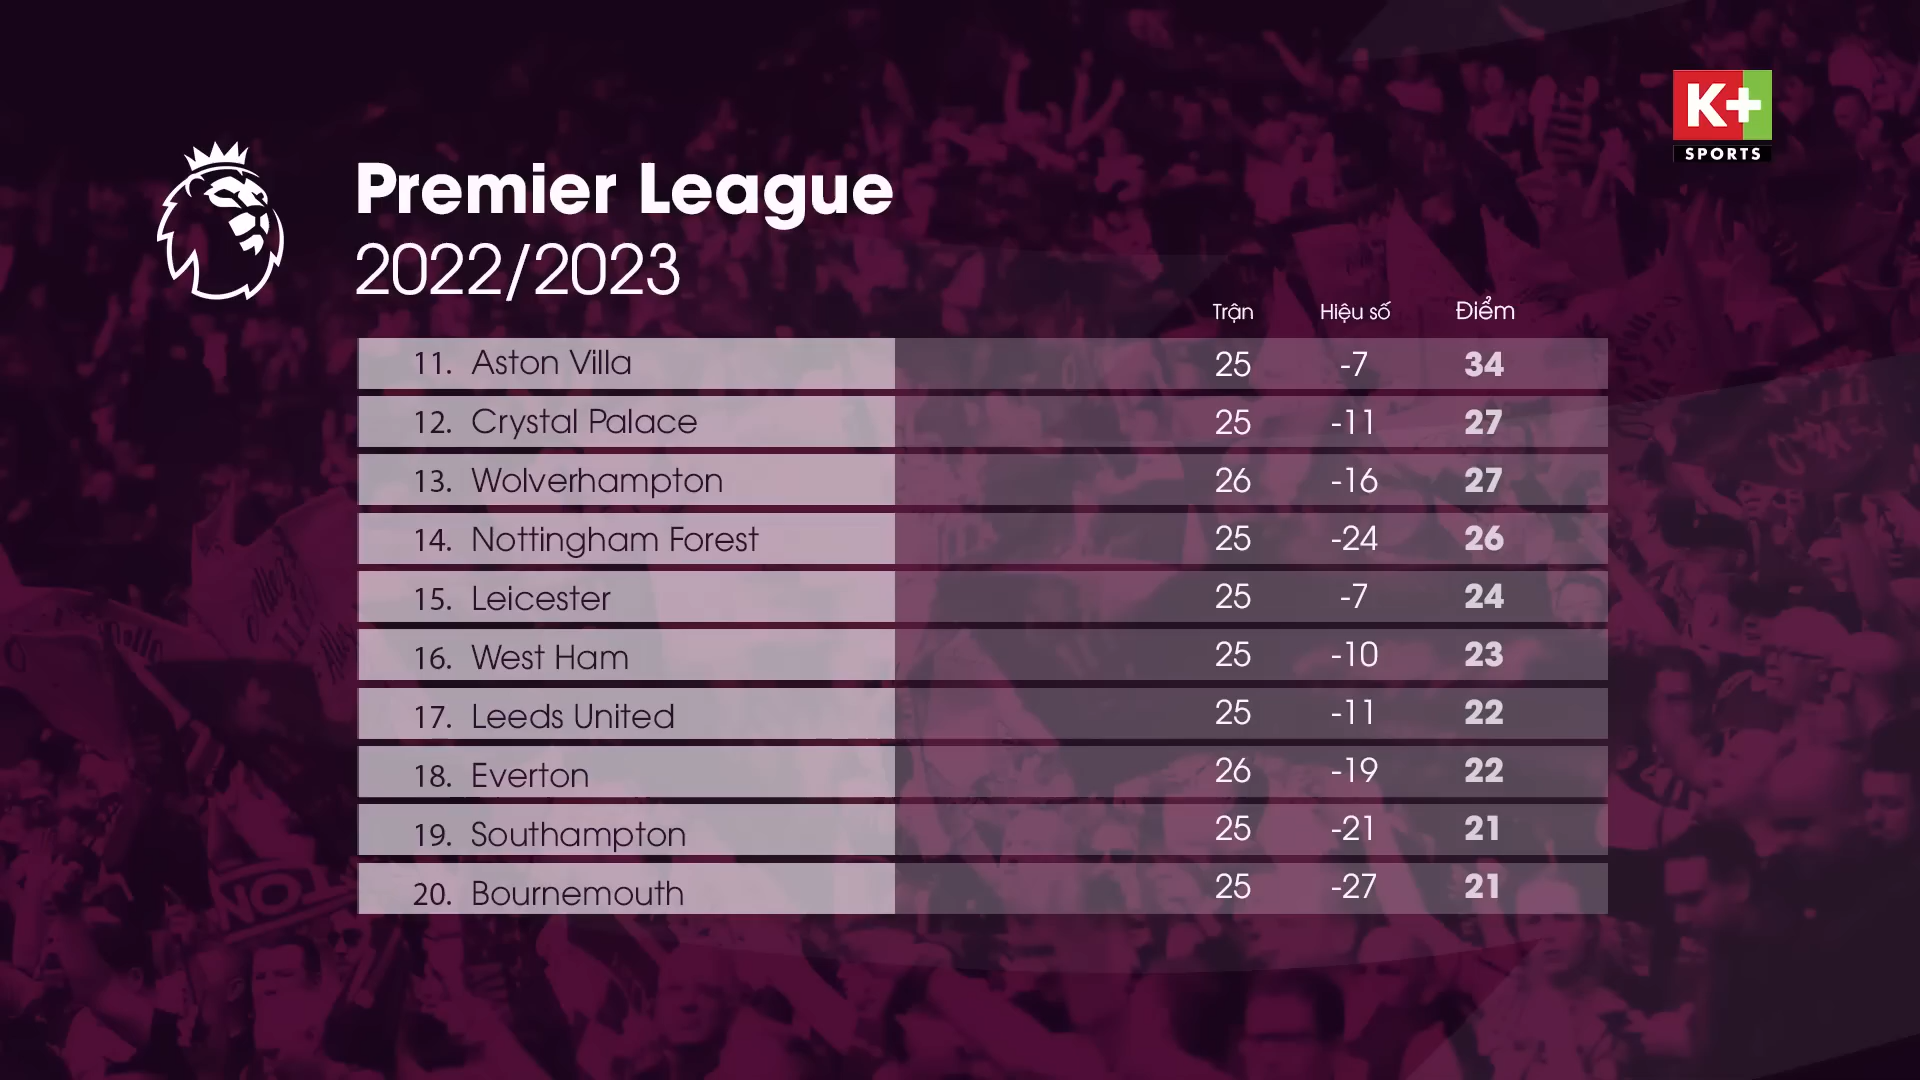 K+
SPORTS
Premier League
2022/2023
Trận Hiệu số Điểm
11. Aston Villa 25 -7 34
12. Crystal Palace 25 -11 27
13. Wolverhampton 26 -16 27
14. Nottingham Forest 25 -24 26
15. Leicester 25 -7 24
16. West Ham 25 -10 23
17. Leeds United 25 -11 22
18. Everton 26 -19 22
19. Southampton 25 -21 21
20. Bournemouth 25 -27 21